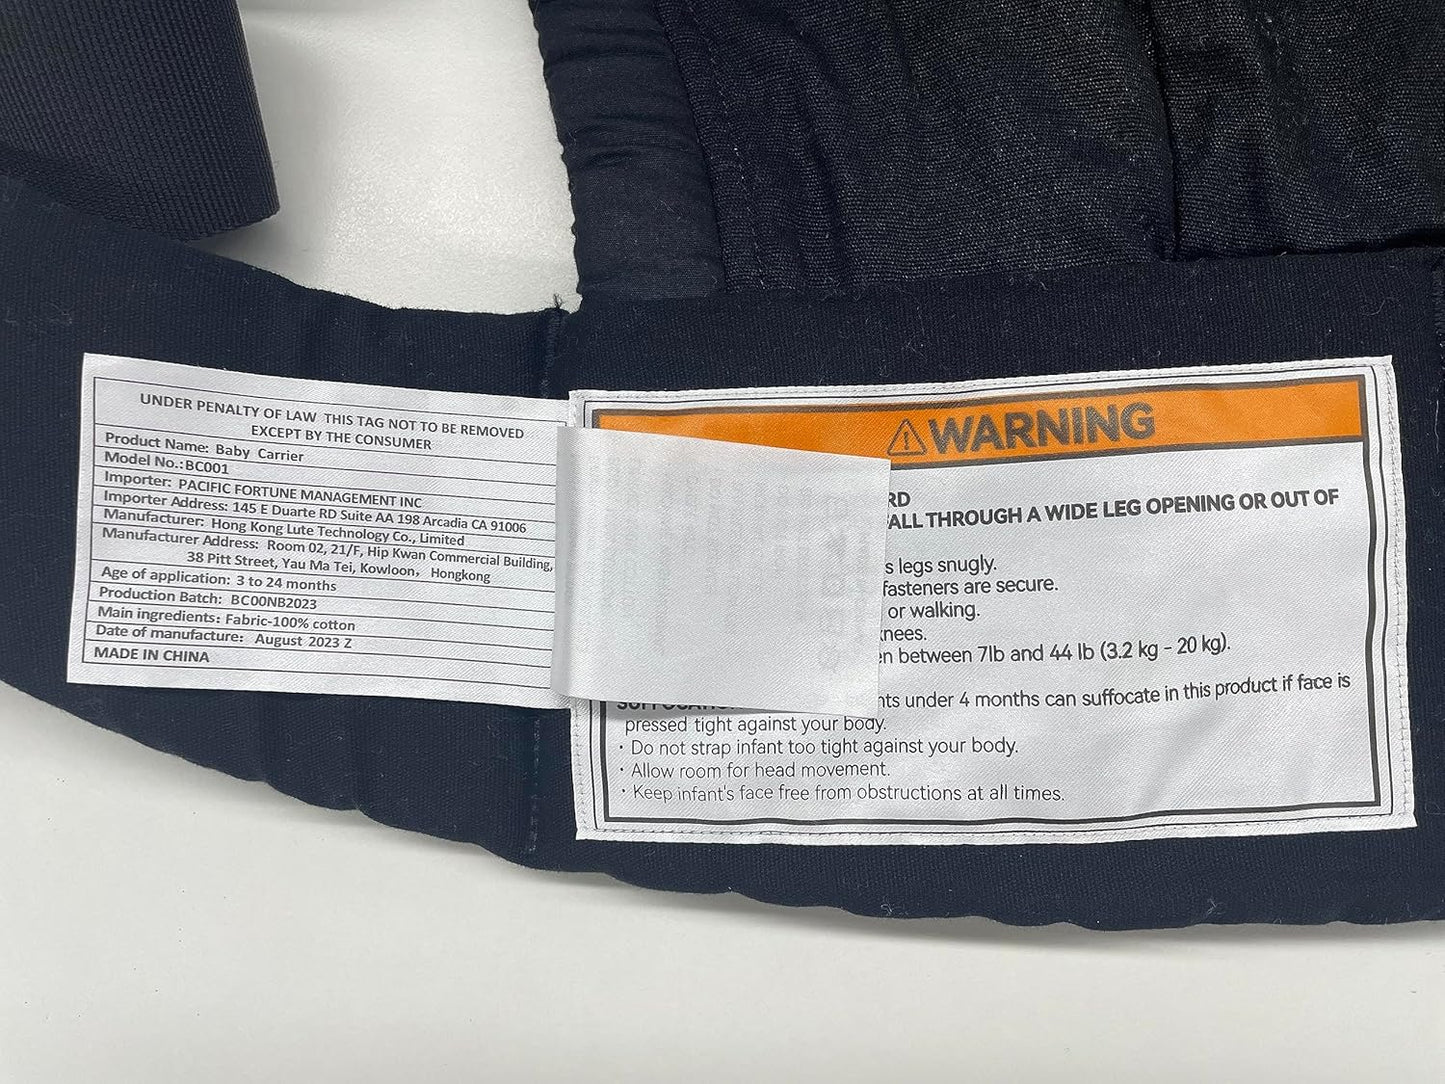 UNDER PENALTY OF LAW THIS TAG NOT TO BE REMOVED
EXCEPT BY THE CONSUMER
Product Name: Baby Carrier
Model No.:BC001
Importer: PACIFIC FORTUNE MANAGEMENT INC
Importer Address: 145 E Duarte RD Suite AA 198 Arcadia CA 91006
Manufacturer: Hong Kong Lute Technology Co., Limited
Manufacturer Address: Room 02, 21/F, Hip Kwan Commercial Building,
38 Pitt Street, Yau Ma Tei, Kowloon, Hongkong
Age of application: 3 to 24 months
Production Batch: BC00NB2023
Main ingredients: Fabric-100% cotton
Date of manufacture: August 2023 Z
MADE IN CHINA
WARNING
RD
ALL THROUGH A WIDE LEG OPENING OR OUT OF
s legs snugly.
fasteners are secure.
or walking.
nees.
en between 7lb and 44 lb (3.2 kg - 20 kg).
nts under 4 months can suffocate in this product if face is
pressed tight against your body.
· Do not strap infant too tight against your body.
· Allow room for head movement.
· Keep infant's face free from obstructions at all times.